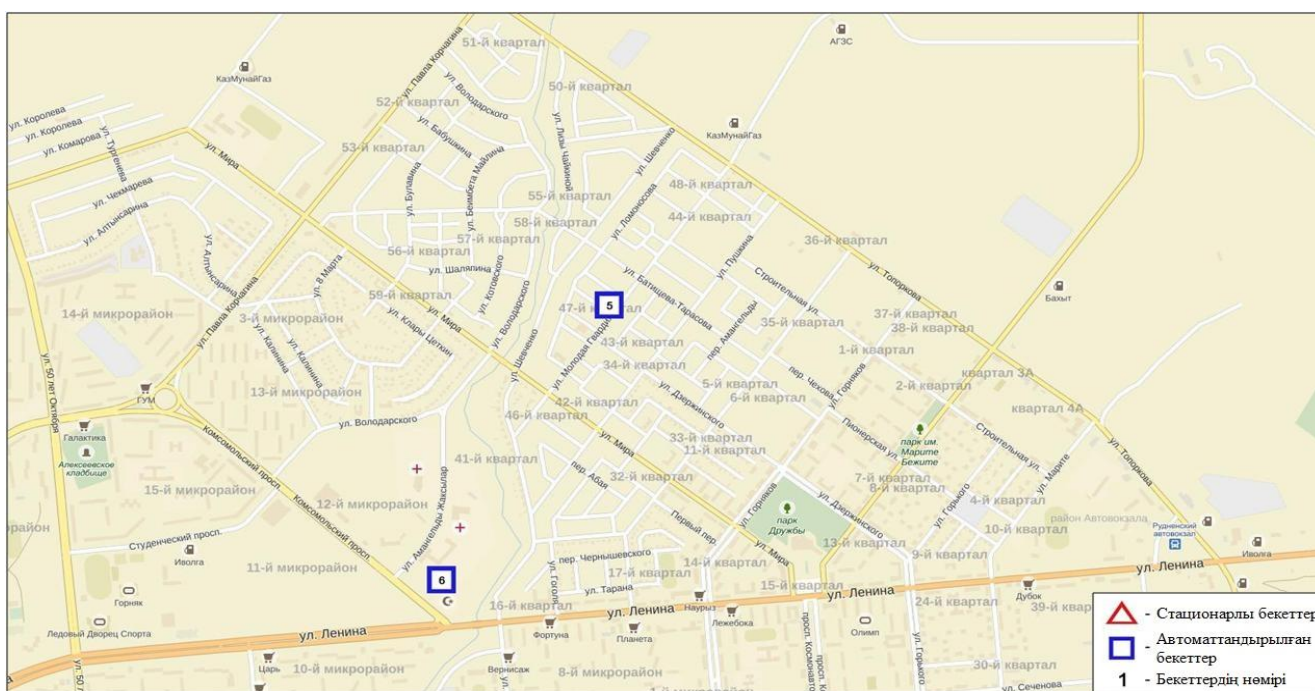 51-й квартал
АГЗС
КазМунайГаз
ул. Павла Корчагина
50-й квартал
ул. Володарского
52-й квартал
ул. Королева
ул. Королева
ул. Комарова
ул. Тургенева
ул. Мира
ул. Бабушкина
ул. Лизы Чайкиной
ул. Шевченко
КазМунайГаз
53-й квартал
ул. Булавина
ул. Беимбета Майлина
48-й квартал
ул. Чекмарева
ул. Алтынсарина
55-й квартал
ул. Ломоносова
44-й квартал
58-й квартал
36-й квартал
ул. Алтынсарина
ул. 8 Марта
56-й квартал
57-й квартал
ул. Пушкина
ул. Топоркова
ул. Шаляпина
ул. Котовского
ул. Батищева-Тарасова
Строительная ул.
Бахыт
59-й квартал
ул. Володарского
5
47-й квартал
14-й микрорайон
3-й микрорайон
ул. Павла Корчагина
ул. Калинина
ул. Калинина
ул. Клары Цеткин
ул. Мира
ул. Шевченко
ул. Молодая Гвардия
43-й квартал
пер. Амангельды
35-й квартал
37-й квартал
38-й квартал
1-й квартал
34-й квартал
квартал 3А
ул. 50 лет Октября
13-й микрорайон
ГУМ
5-й квартал
6-й квартал
пер. Чехова
ул. Горняков
2-й квартал
42-й квартал
46-й квартал
ул. Дзержинского
квартал 4А
ул. Володарского
Комсомольский просп.
Галактика
Алексеевское
кладбище
ул. Мира
33-й квартал
11-й квартал
Пионерская ул.
парк им.
Марите
Бежите
Строительная ул.
ул. Топоркова
41-й квартал
пер. Абая
32-й квартал
7-й квартал
8-й квартал
ул. Марите
15-й микрорайон
12-й микрорайон
Комсомольский просп.
ул. Амангельды Жаксылар
ул. Горняков
парк
Дружбы
ул. Дзержинского
ул. Горького
4-й квартал
10-й квартал
район Автовокзала
Рудненский
автовокзал
Студенческий просп.
Иволга
Первый пер.
ул. Мира
13-й квартал
9-й квартал
Иволга
11-й микрорайон
6
пер. Чернышевского
14-й квартал
17-й квартал
ул. Гоголя
ул. Тарана
15-й квартал
ул. Ленина
Горняк
16-й квартал
ул. Ленина
Наурыз
24-й квартал
Дубок
39-й квартал
Ледовый Дворец Спорта
ул. Ленина
Фортуна
Планета
Лежебока
Олимп
Царь
10-й микрорайон
Вернисаж
8-й микрорайон
просп. Космонавтов
ул. Горького
30-й квартал
ул. Сеченова
- Стационарлы бекеттер
- Автоматтандырылған
бекеттер
1 - Бекеттердің нөмірі